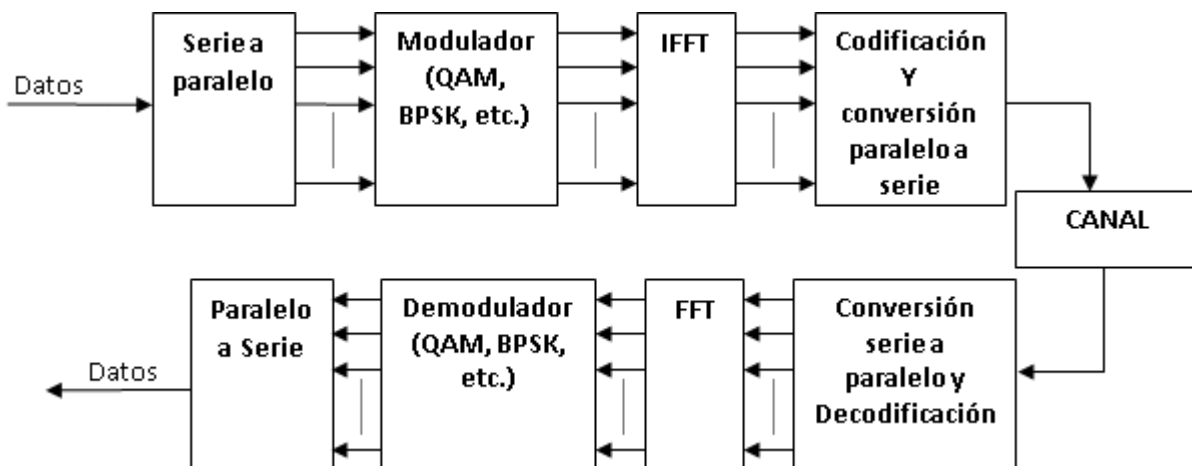 Datos
Serie a
paralelo
Modulador
(QAM,
BPSK, etc.)
IFFT
Codificación
Y
conversión
paralelo a
serie
CANAL
Conversión
serie a
paralelo y
Decodificación
FFT
Demodulador
(QAM, BPSK,
etc.)
Paralelo
a Serie
Datos